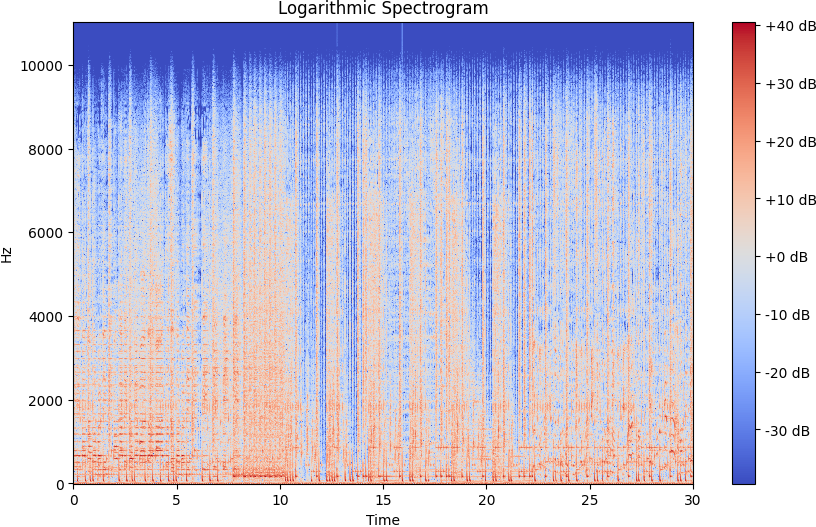 Logarithmic Spectrogram
Hz
10000
8000
6000
4000
2000
0
0 5 10 15 20 25 30
Time
+40 dB
+30 dB
+20 dB
+10 dB
+0 dB
-10 dB
-20 dB
-30 dB